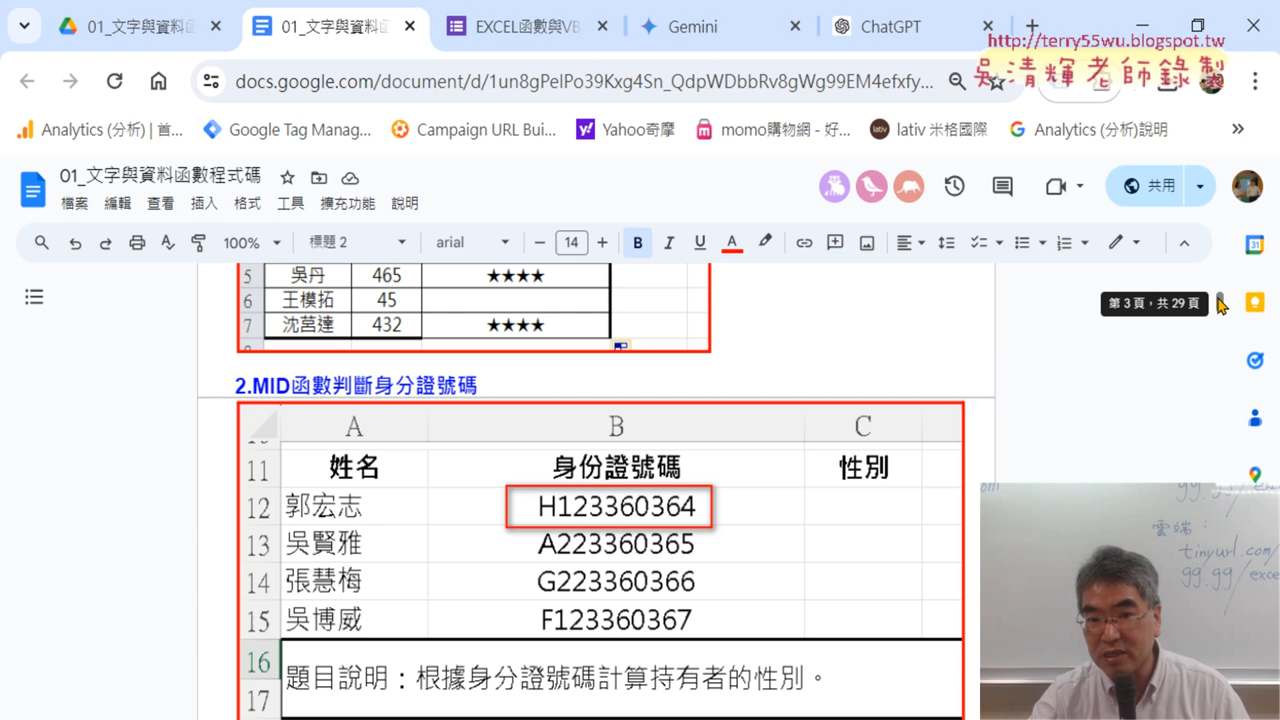 01_文字與資料函
01_文字與資料函
EXCEL函數與VB
Gemini
ChatGPT
http://terry55wu.blogspot.tw
吳清輝老師錄製
docs.google.com/document/d/1un8gPelPo39Kxg4Sn_QdpWDbbRv8gWg99EM4efxfy...
Analytics (分析) | 首...
Google Tag Manag...
Campaign URL Bui...
Yahoo奇摩
momo購物網 - 好...
lativ 米格國際
Analytics (分析)說明
01_文字與資料函數程式碼
檔案 編輯 查看 插入 格式 工具 擴充功能 說明
共用
100% 標題 2 arial 14 B I U A
5 吳丹 465 ★★★★
6 王模拓 45
7 沈莒達 432 ★★★★
第 3 頁，共 29 頁
2.MID函數判斷身分證號碼
A B C
11 姓名 身份證號碼 性別
12 郭宏志 H123360364
13 吳賢雅 A223360365
14 張慧梅 G223360366
15 吳博威 F123360367
16
題目說明：根據身分證號碼計算持有者的性別。
17
雲端：
tinyurl.com/
gg.gg/exce